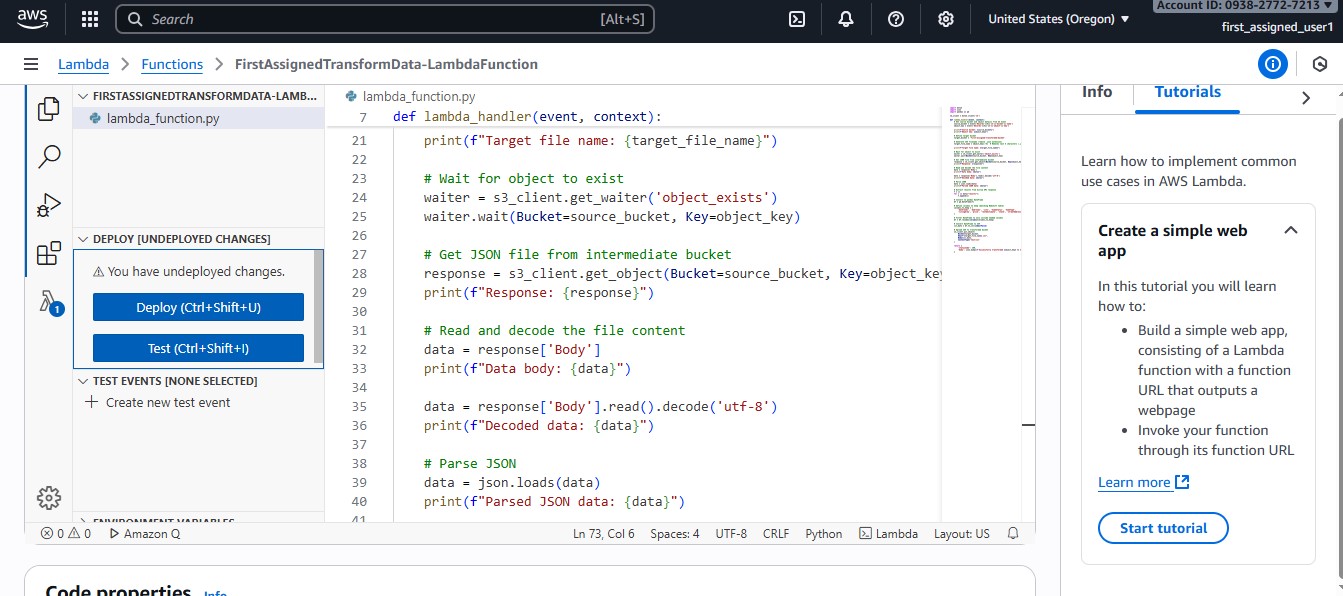 aws
Search
[Alt+S]
United States (Oregon)
Account ID: 0938-2772-7213
first_assigned_user1
Lambda
Functions
FirstAssignedTransformData-LambdaFunction
FIRSTASSIGNEDTRANSFORMDATA-LAMB...
lambda_function.py
DEPLOY [UNDEPLOYED CHANGES]
You have undeployed changes.
Deploy (Ctrl+Shift+U)
Test (Ctrl+Shift+I)
TEST EVENTS [NONE SELECTED]
Create new test event
ENVIRONMENT VARIABLES
1
lambda_function.py
7 def lambda_handler(event, context):
21 print(f"Target file name: {target_file_name}")
22
23 # Wait for object to exist
24 waiter = s3_client.get_waiter('object_exists')
25 waiter.wait(Bucket=source_bucket, Key=object_key)
26
27 # Get JSON file from intermediate bucket
28 response = s3_client.get_object(Bucket=source_bucket, Key=object_key
29 print(f"Response: {response}")
30
31 # Read and decode the file content
32 data = response['Body']
33 print(f"Data body: {data}")
34
35 data = response['Body'].read().decode('utf-8')
36 print(f"Decoded data: {data}")
37
38 # Parse JSON
39 data = json.loads(data)
40 print(f"Parsed JSON data: {data}")
41
0 0 Amazon Q
Ln 73, Col 6 Spaces: 4 UTF-8 CRLF Python Lambda Layout: US
Code properties Info
Info
Tutorials
Learn how to implement common
use cases in AWS Lambda.
Create a simple web
app
In this tutorial you will learn
how to:
• Build a simple web app,
consisting of a Lambda
function with a function
URL that outputs a
webpage
• Invoke your function
through its function URL
Learn more
Start tutorial